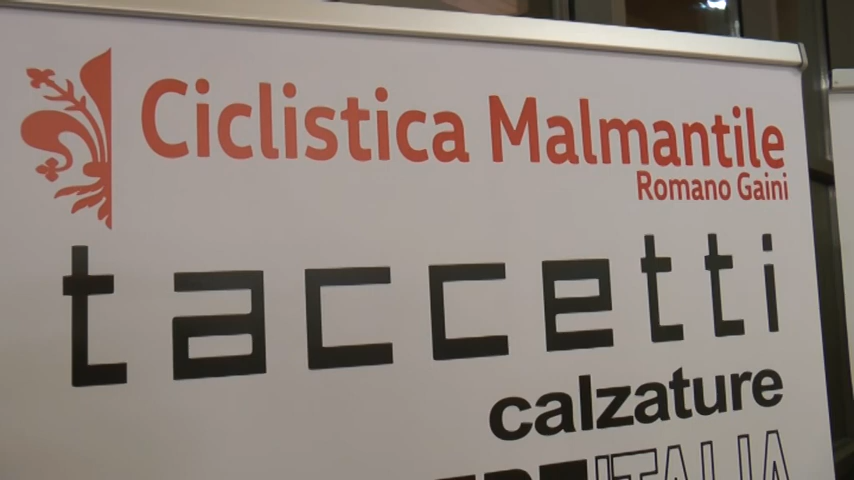 Ciclistica Malmantile
Romano Gaini
taccetti
calzature
ITALIA